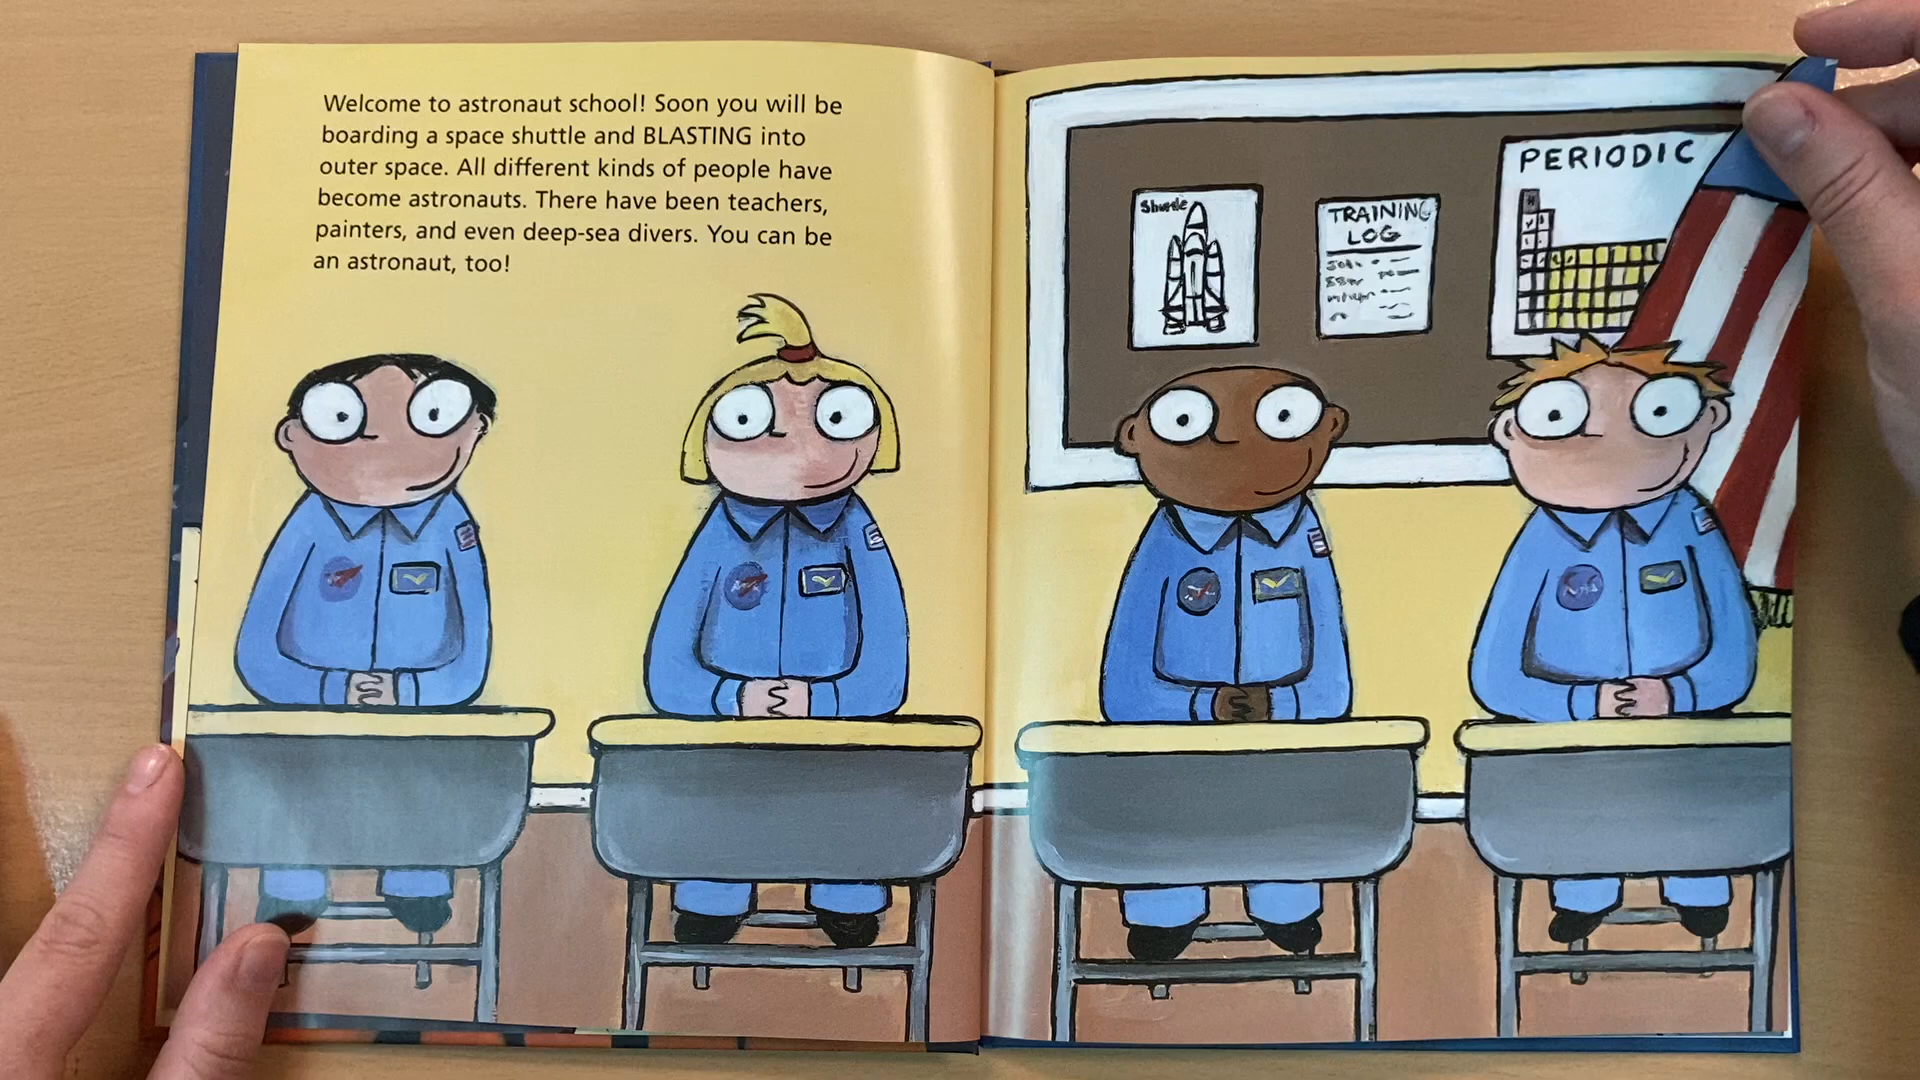 Welcome to astronaut school! Soon you will be
boarding a space shuttle and BLASTING into
outer space. All different kinds of people have
become astronauts. There have been teachers,
painters, and even deep-sea divers. You can be
an astronaut, too!
Shuttle
TRAINING
LOG
PERIODIC